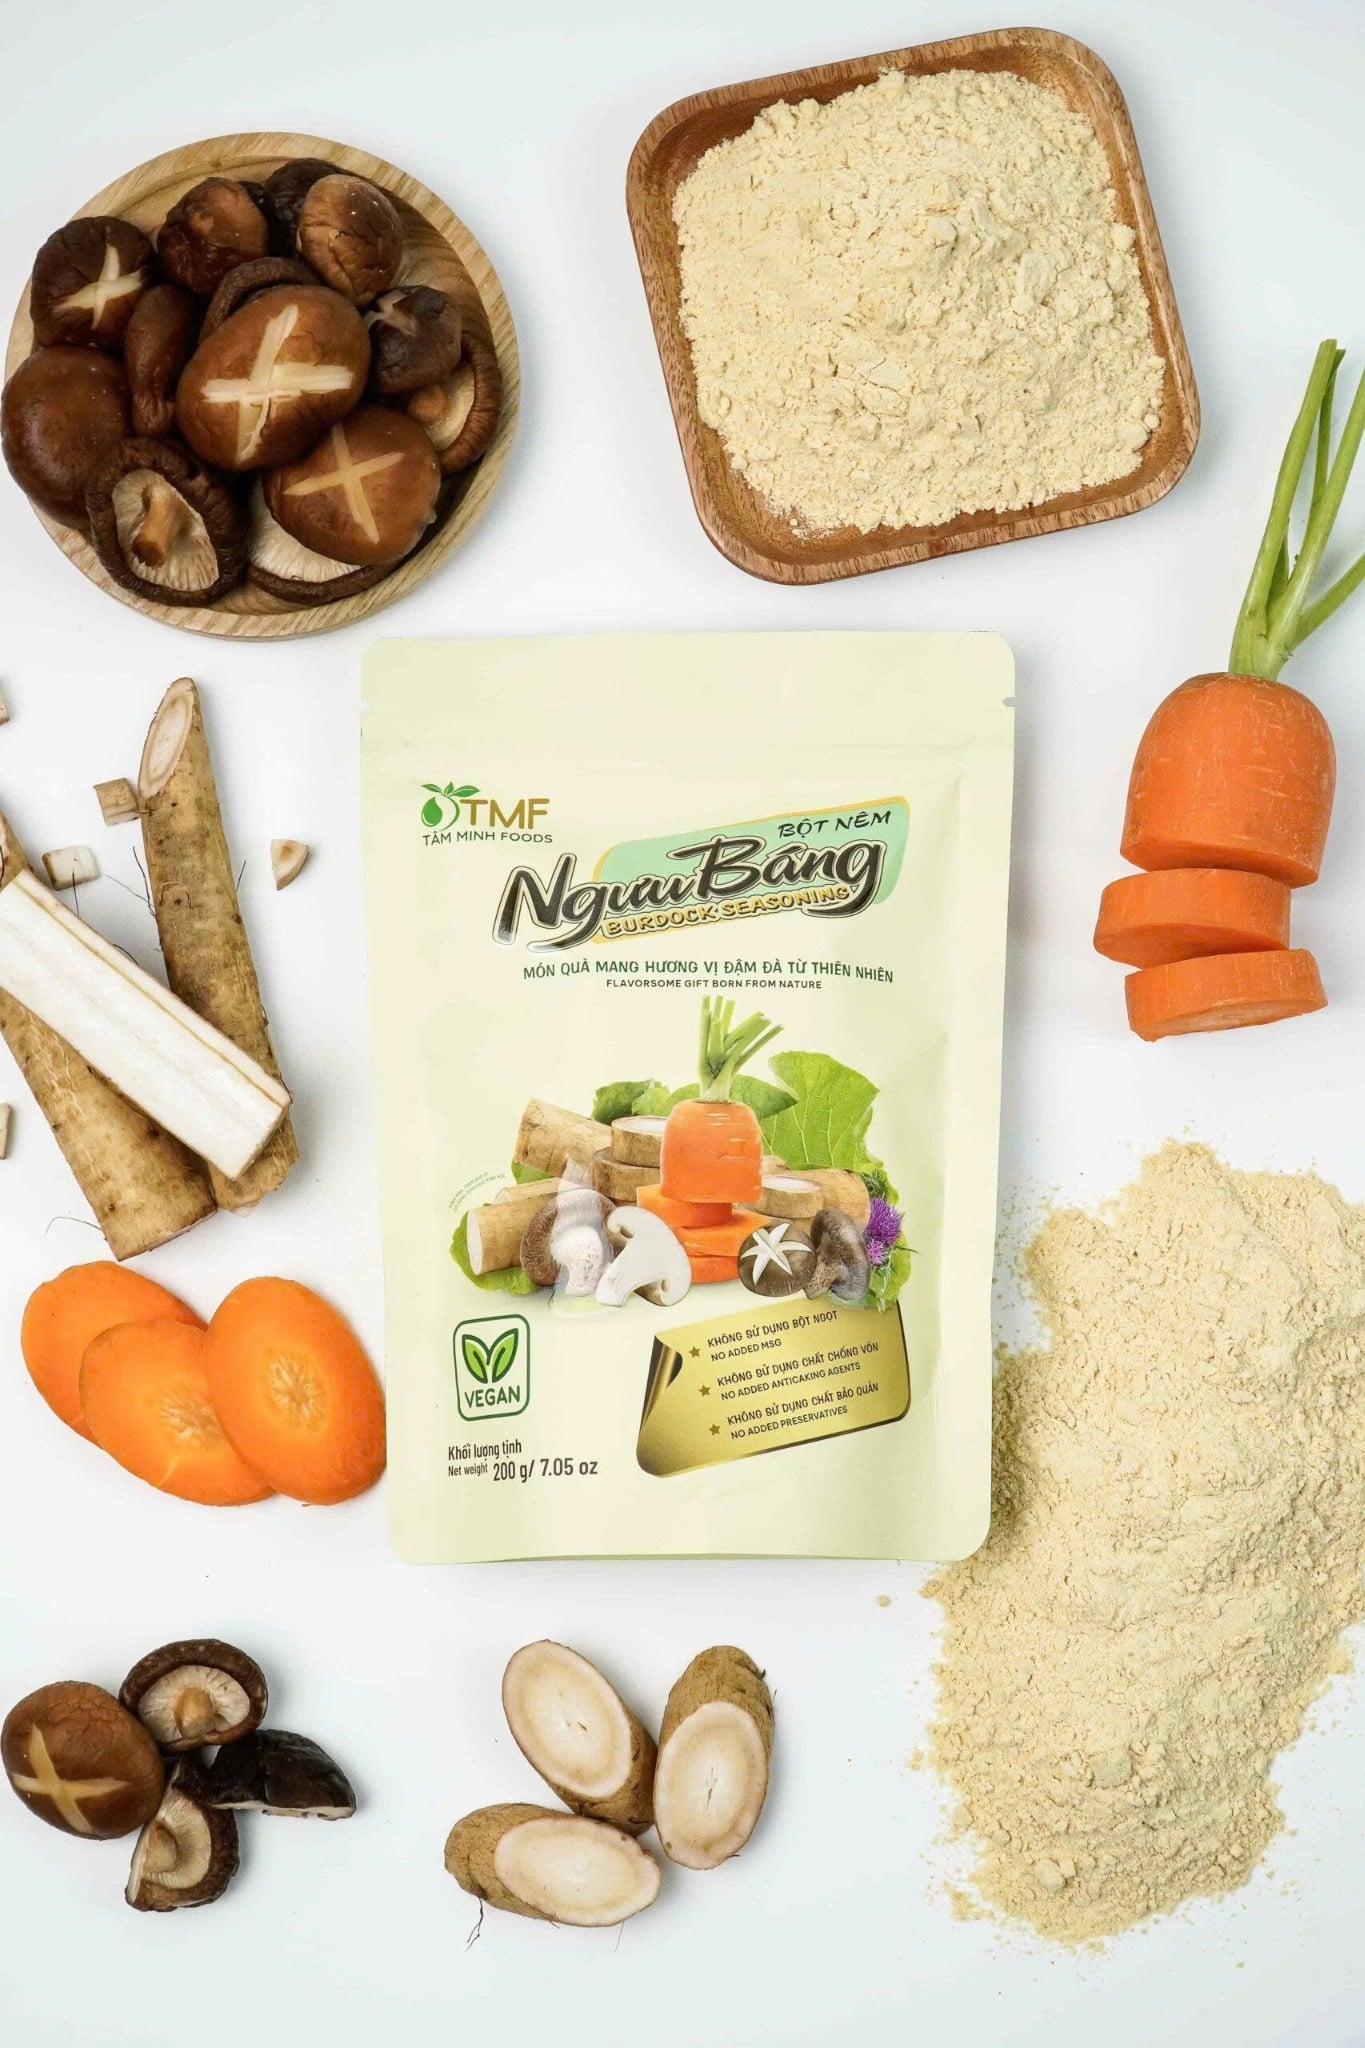 TMF
TÂM MINH FOODS
BỘT NÊM
Ngưu Báng
BURDOCK SEASONING
MÓN QUÀ MANG HƯƠNG VỊ ĐẬM ĐÀ TỪ THIÊN NHIÊN
FLAVORSOME GIFT BORN FROM NATURE
KHÔNG SỬ DỤNG BỘT NGỌT
NO ADDED MSG
KHÔNG SỬ DỤNG CHẤT CHỐNG VÓN
NO ADDED ANTICAKING AGENTS
KHÔNG SỬ DỤNG CHẤT BẢO QUẢN
NO ADDED PRESERVATIVES
VEGAN
Khối lượng tịnh
Net weight 200 g/ 7.05 oz